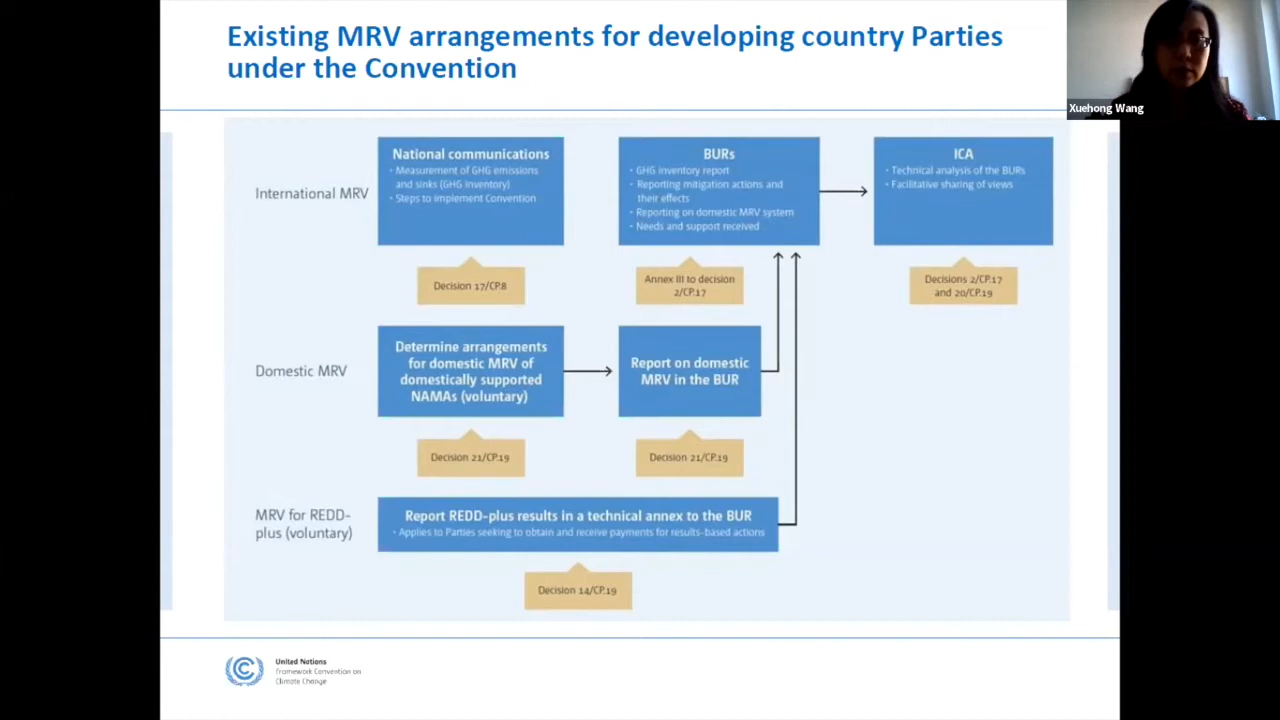 Existing MRV arrangements for developing country Parties
under the Convention
Xuehong Wang
International MRV
National communications
• Measurement of GHG emissions
and sinks (GHG inventory)
• Steps to implement Convention
BURs
• GHG inventory report
• Reporting mitigation actions and
their effects
• Reporting on domestic MRV system
• Needs and support received
ICA
• Technical analysis of the BURs
• Facilitative sharing of views
Decision 17/CP.8
Annex III to decision
2/CP.17
Decisions 2/CP.17
and 20/CP.19
Domestic MRV
Determine arrangements
for domestic MRV of
domestically supported
NAMAs (voluntary)
Report on domestic
MRV in the BUR
Decision 21/CP.19
Decision 21/CP.19
MRV for REDD-
plus (voluntary)
Report REDD-plus results in a technical annex to the BUR
• Applies to Parties seeking to obtain and receive payments for results-based actions
Decision 14/CP.19
United Nations
Framework Convention on
Climate Change